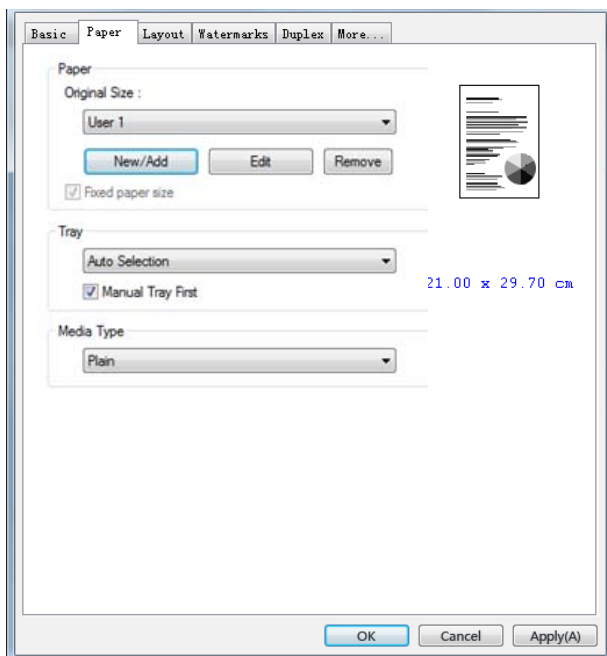 Basic Paper Layout Watermarks Duplex More...
Paper
Original Size :
User 1
New/Add Edit Remove
Fixed paper size
Tray
Auto Selection
Manual Tray First
21.00 x 29.70 cm
Media Type
Plain
OK Cancel Apply(A)